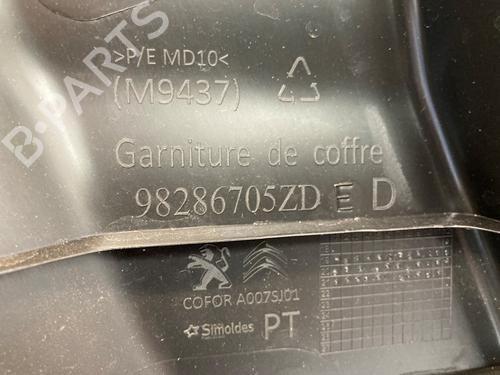 >P/E MD10<
(M9437)
Garniture de coffre
98286705ZD E D
COFOR A007SJ01
Simoldes PT
B-PARTS